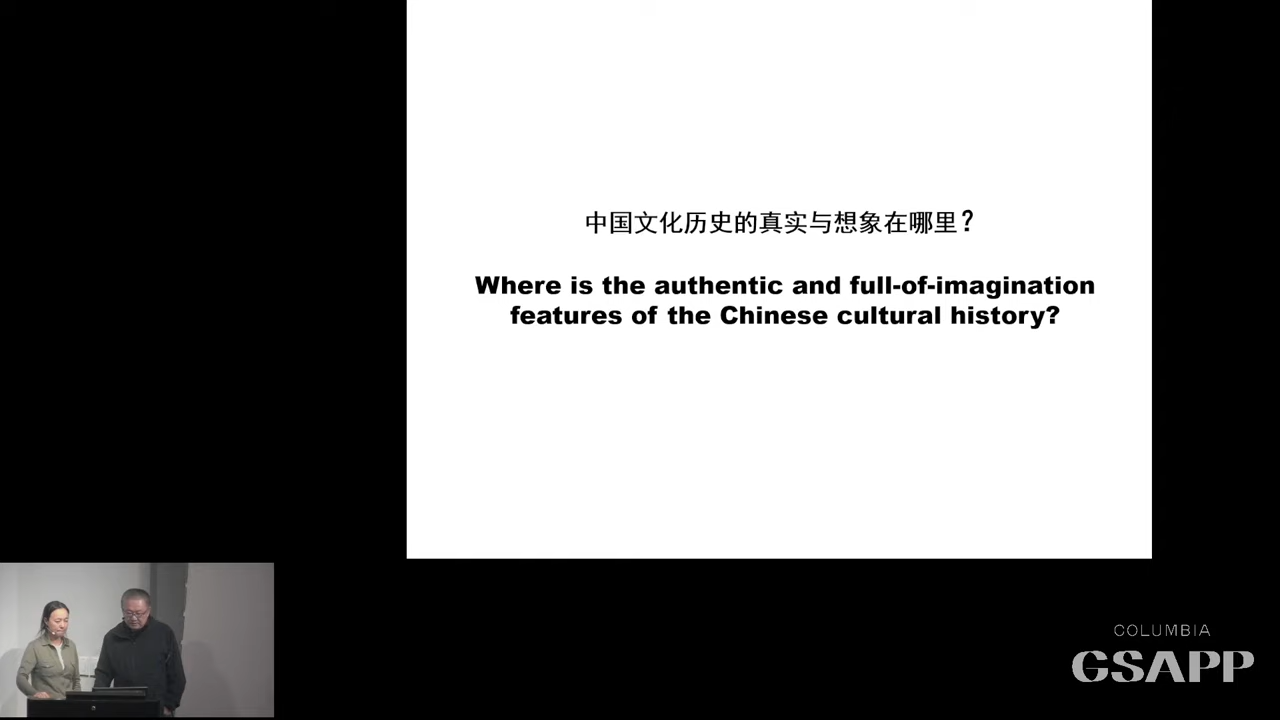 中国文化历史的真实与想象在哪里？
Where is the authentic and full-of-imagination
features of the Chinese cultural history?
COLUMBIA
GSAPP